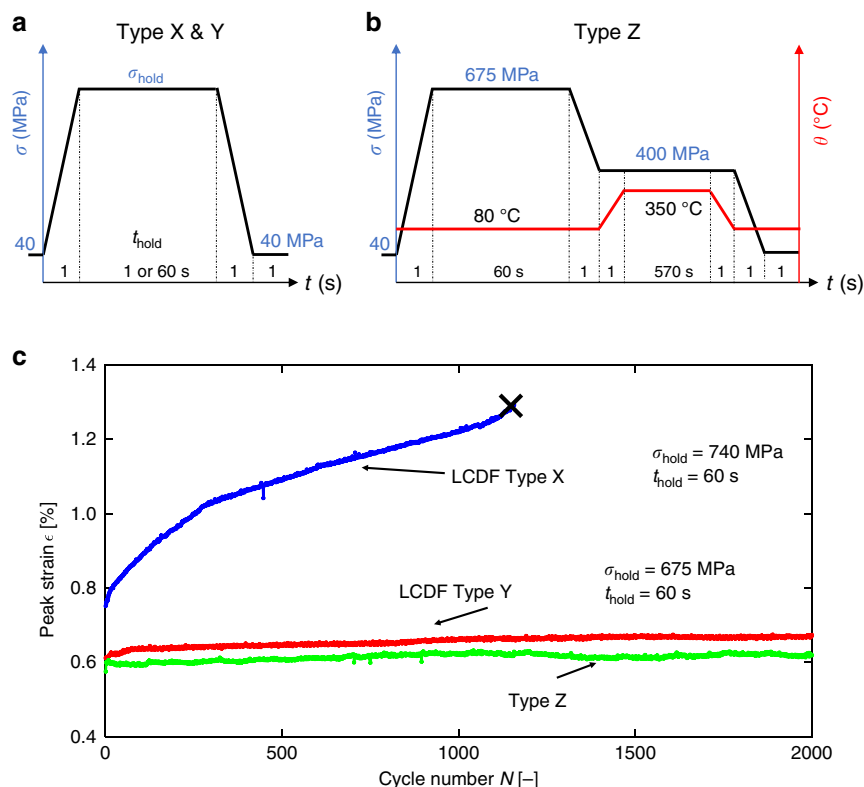 a
Type X & Y
σ (MPa)
σhold
40
thold
40 MPa
1
1 or 60 s
1
1
t (s)
b
Type Z
σ (MPa)
675 MPa
400 MPa
θ (°C)
80 °C
350 °C
40
1
60 s
1
1
570 s
1
1
1
t (s)
c
Peak strain ϵ [%]
1.4
1.2
1.0
0.8
0.6
0.4
LCDF Type X
σhold = 740 MPa
thold = 60 s
σhold = 675 MPa
thold = 60 s
LCDF Type Y
Type Z
0
500
1000
1500
2000
Cycle number N [–]